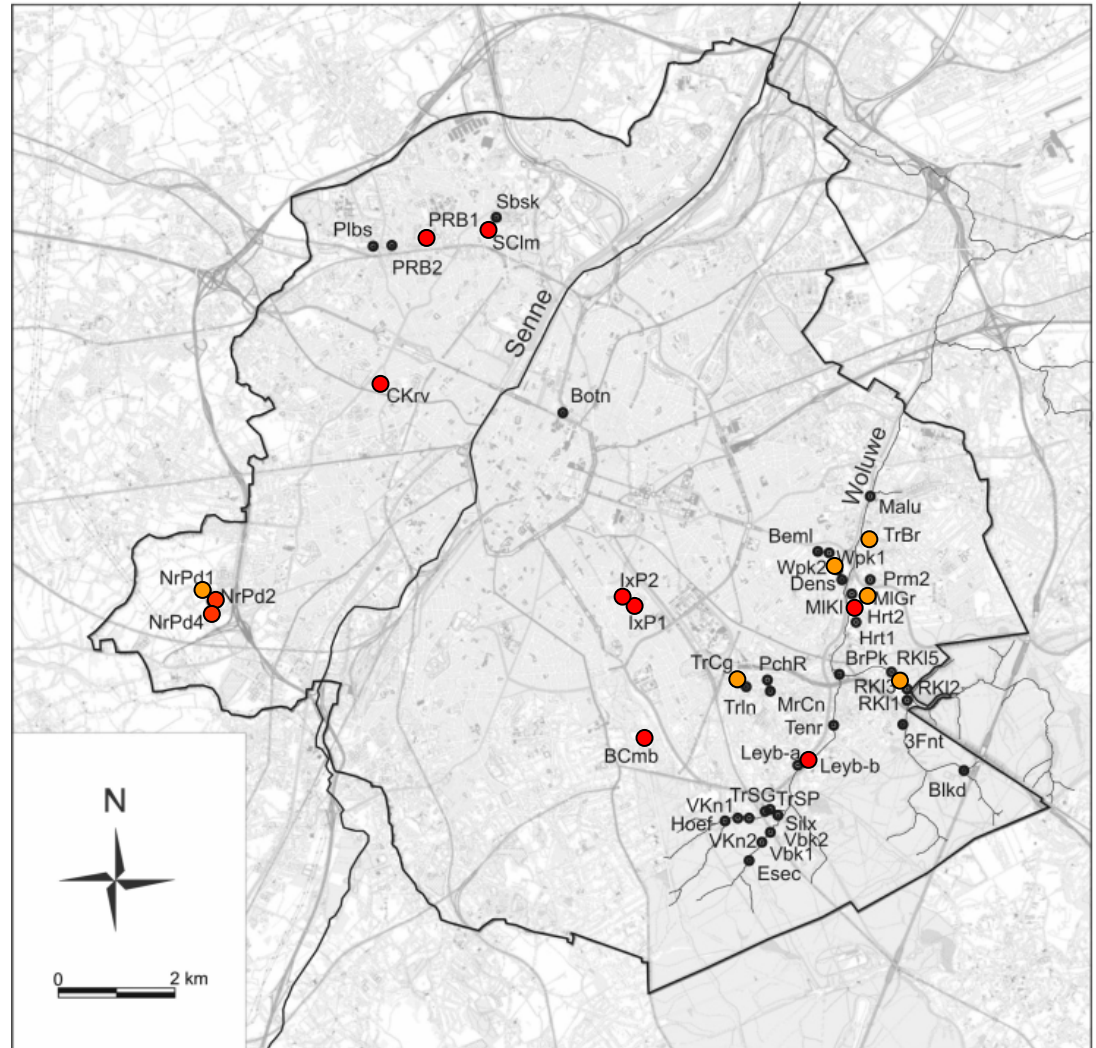 Sbsk
PRB1
Plbs
SClm
PRB2
Senne
CKrv
Botn
Woluwe
Malu
TrBr
Beml
Wpk1
Wpk2
Dens
Prm2
NrPd1
NrPd2
NrPd4
IxP2
IxP1
MlKl
MlGr
Hrt2
Hrt1
BrPk
RKl5
TrCg
PchR
RKl3
RKl2
RKl1
Trln
MrCn
Tenr
3Fnt
BCmb
Leyb-a
Leyb-b
Blkd
TrSG
TrSP
VKn1
Hoef
Silx
VKn2
Vbk2
Vbk1
Esec
N
0
2 km